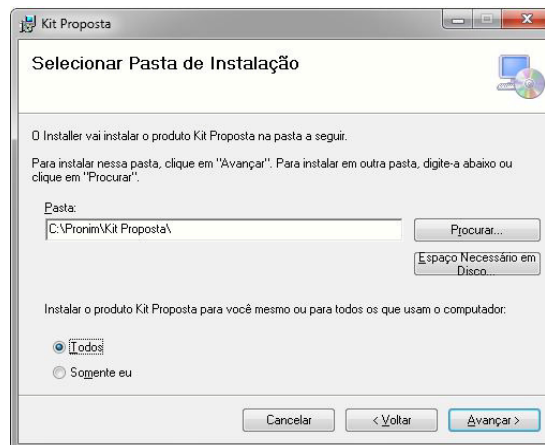 Kit Proposta
Selecionar Pasta de Instalação
O Installer vai instalar o produto Kit Proposta na pasta a seguir.
Para instalar nessa pasta, clique em "Avançar". Para instalar em outra pasta, digite-a abaixo ou
clique em "Procurar".
Pasta:
C:\Pronim\Kit Proposta\
Procurar...
Espaço Necessário em
Disco...
Instalar o produto Kit Proposta para você mesmo ou para todos os que usam o computador:
Todos
Somente eu
Cancelar
< Voltar
Avançar >